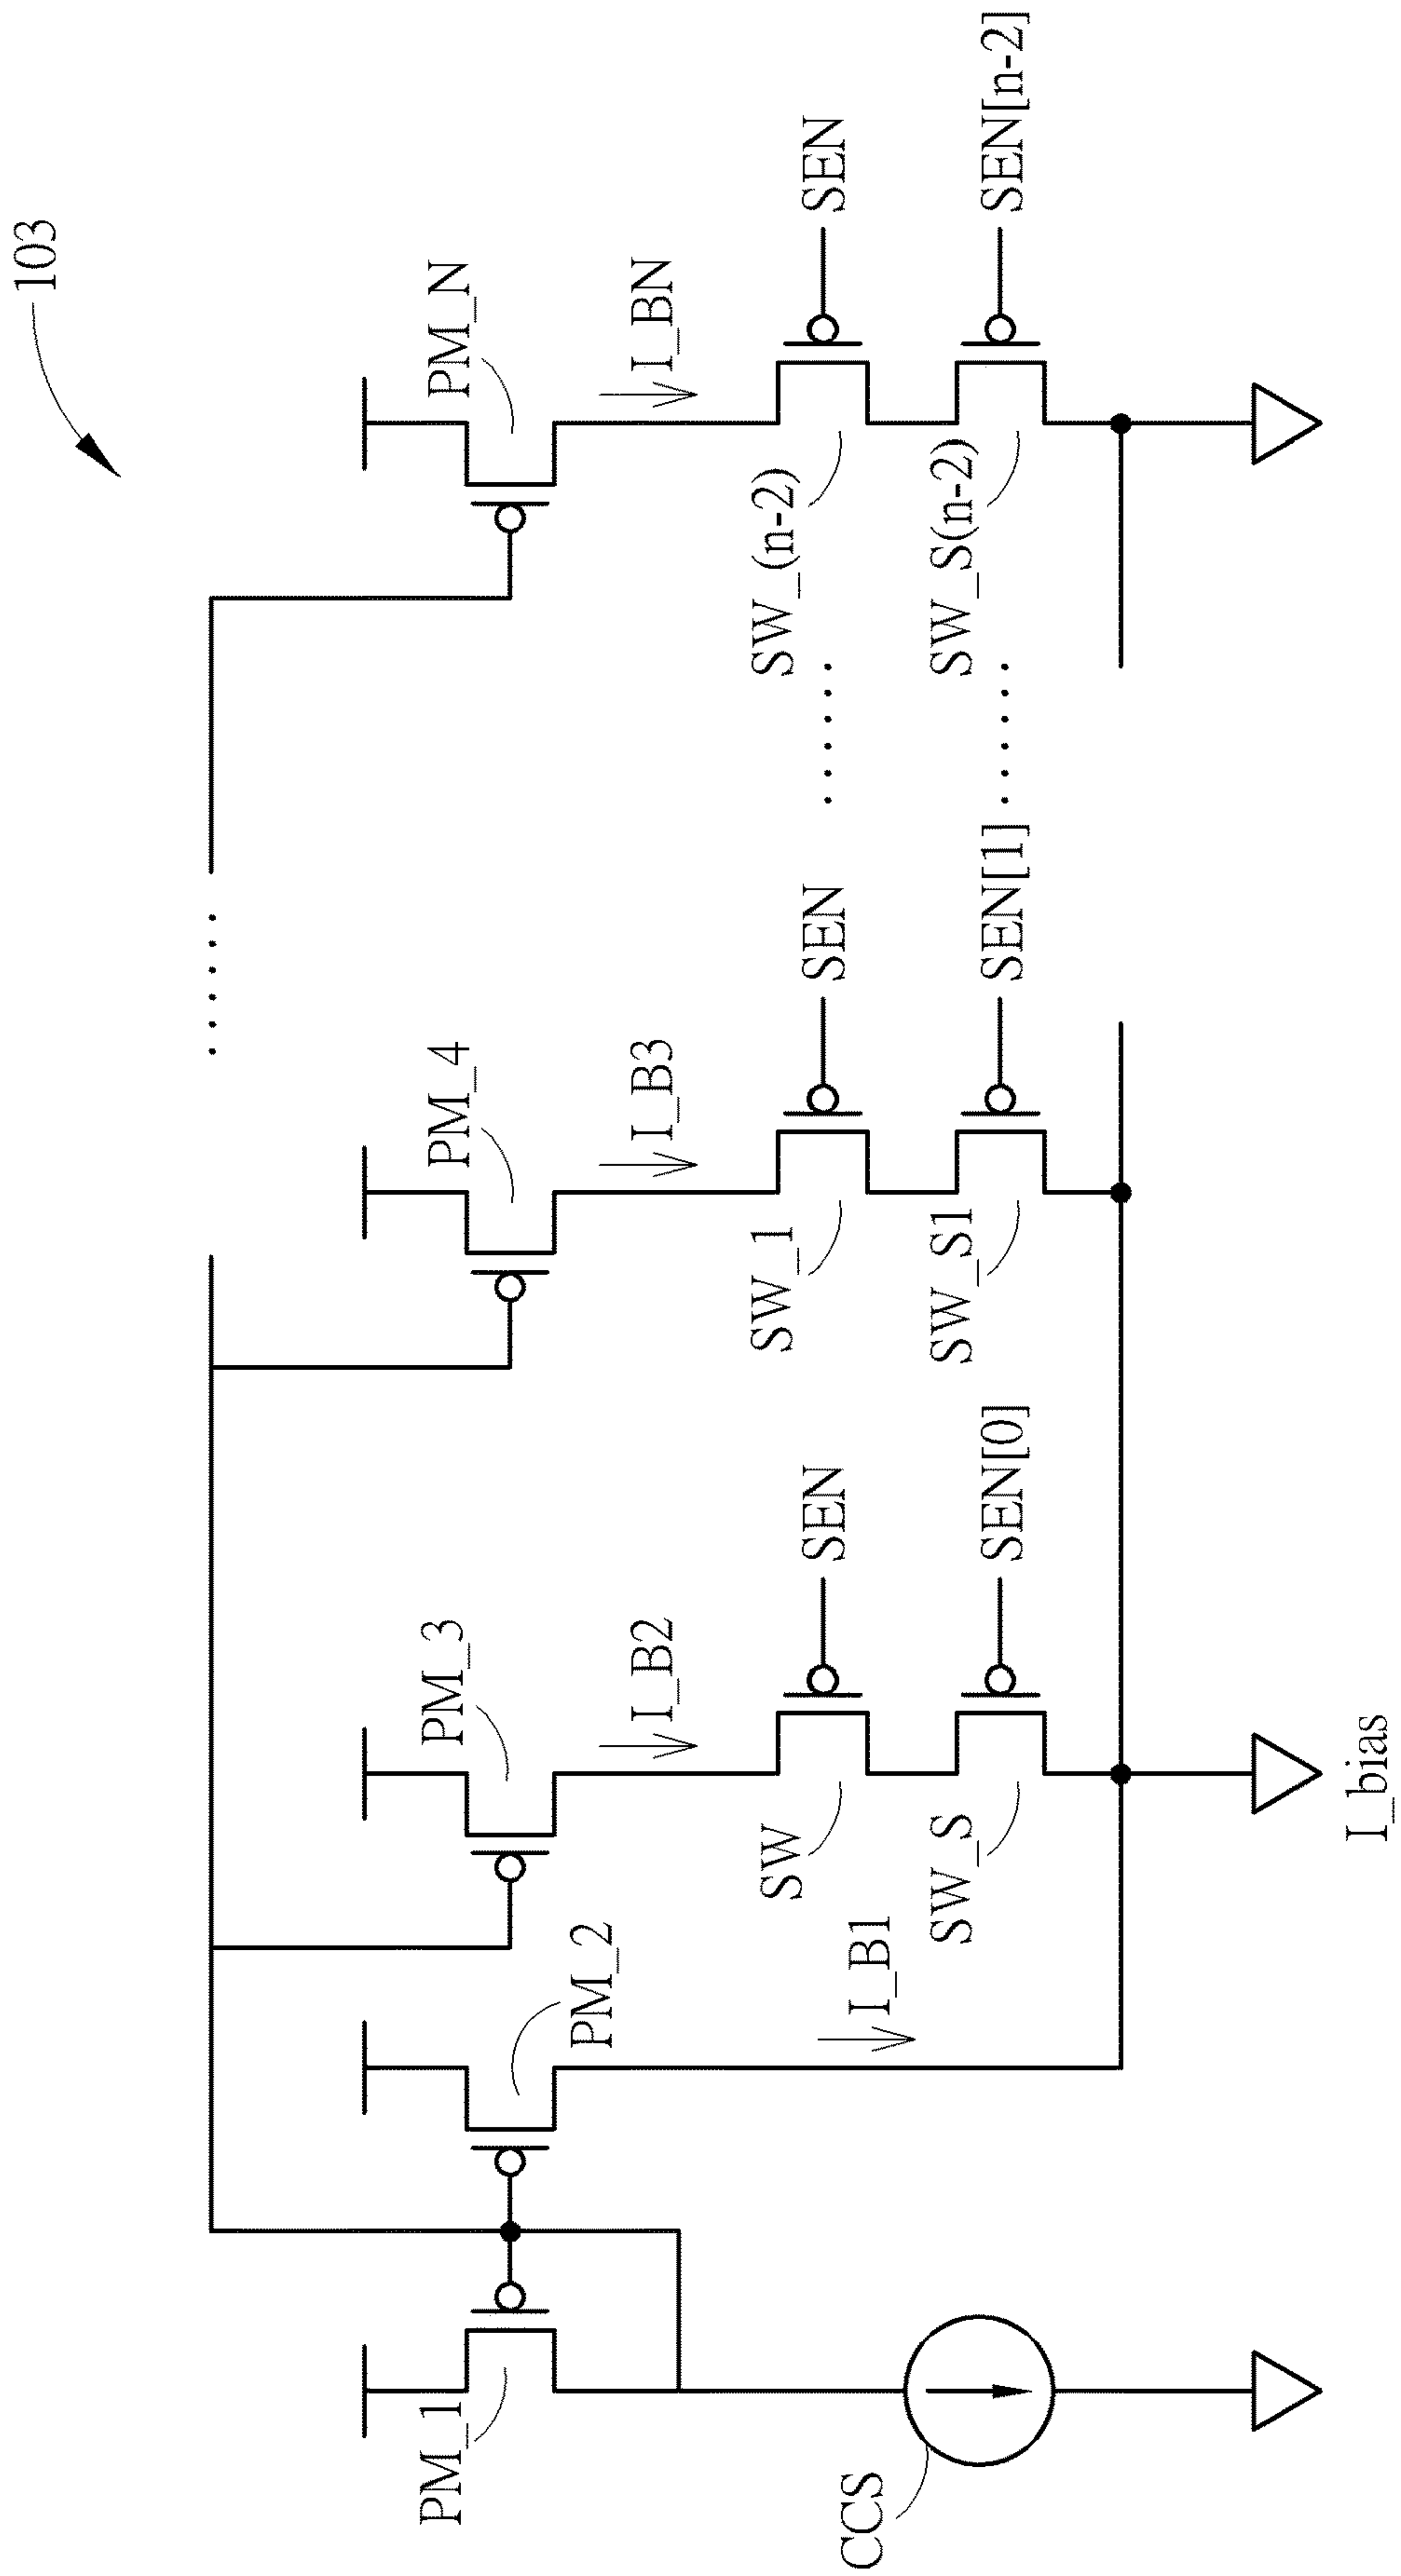 103
PM_1
PM_2
PM_3
PM_4
PM_N
I_B1
I_B2
I_B3
I_BN
SW
SEN
SW_1
SEN
SW_(n-2)
SEN
SW_S
SEN[0]
SW_S1
SEN[1]
SW_S(n-2)
SEN[n-2]
CCS
I_bias